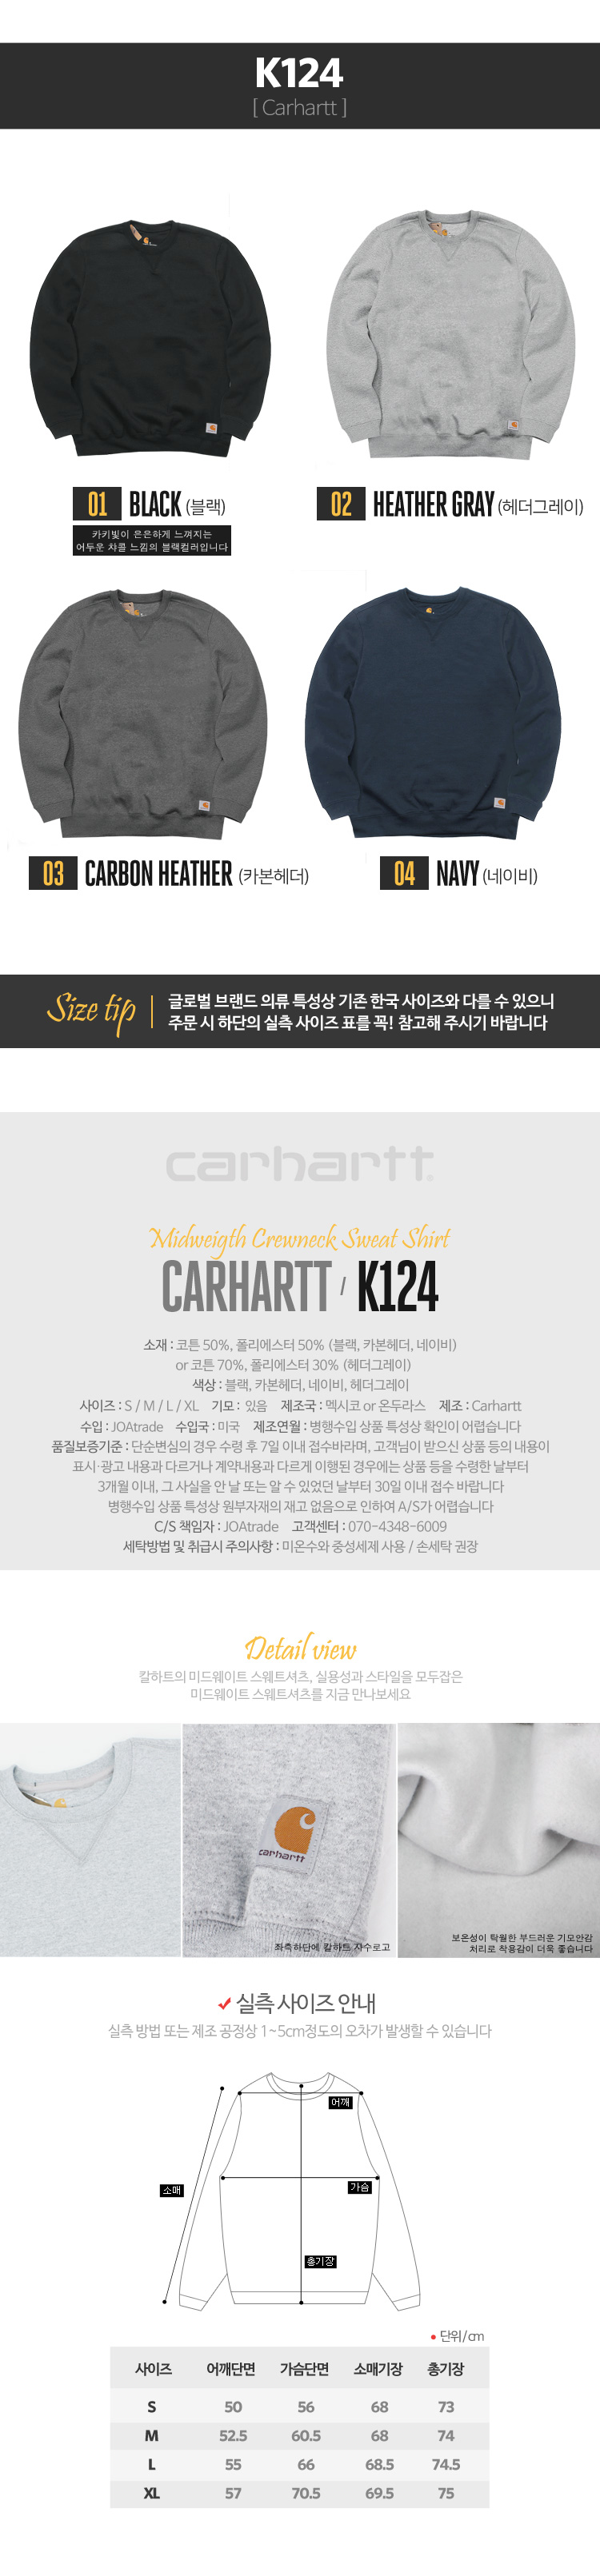 K124
[ Carhartt ]
01 BLACK (블랙)
카키빛이 은은하게 느껴지는
어두운 챠콜 느낌의 블랙컬러입니다
02 HEATHER GRAY (헤더그레이)
03 CARBON HEATHER (카본헤더)
04 NAVY (네이비)
Size tip
글로벌 브랜드 의류 특성상 기존 한국 사이즈와 다를 수 있으니
주문 시 하단의 실측 사이즈 표를 꼭! 참고해 주시기 바랍니다
carhartt
Midweigth Crewneck Sweat Shirt
CARHARTT / K124
소재 : 코튼 50%, 폴리에스터 50% (블랙, 카본헤더, 네이비)
or 코튼 70%, 폴리에스터 30% (헤더그레이)
색상 : 블랙, 카본헤더, 네이비, 헤더그레이
사이즈 : S / M / L / XL 기모 : 있음 제조국 : 멕시코 or 온두라스 제조 : Carhartt
수입 : JOAtrade 수입국 : 미국 제조연월 : 병행수입 상품 특성상 확인이 어렵습니다
품질보증기준 : 단순변심의 경우 수령 후 7일 이내 접수바라며, 고객님이 받으신 상품 등의 내용이
표시·광고 내용과 다르거나 계약내용과 다르게 이행된 경우에는 상품 등을 수령한 날부터
3개월 이내, 그 사실을 안 날 또는 알 수 있었던 날부터 30일 이내 접수 바랍니다
병행수입 상품 특성상 원부자재의 재고 없음으로 인하여 A/S가 어렵습니다
C/S 책임자 : JOAtrade 고객센터 : 070-4348-6009
세탁방법 및 취급시 주의사항 : 미온수와 중성세제 사용 / 손세탁 권장
Detail view
칼하트의 미드웨이트 스웨트셔츠, 실용성과 스타일을 모두잡은
미드웨이트 스웨트셔츠를 지금 만나보세요
carhartt
좌측하단에 칼하트 자수로고
보온성이 탁월한 부드러운 기모안감
처리로 착용감이 더욱 좋습니다
실측 사이즈 안내
실측 방법 또는 제조 공정상 1~5cm정도의 오차가 발생할 수 있습니다
어깨
소매
가슴
총기장
단위/cm
사이즈 어깨단면 가슴단면 소매기장 총기장
S 50 56 68 73
M 52.5 60.5 68 74
L 55 66 68.5 74.5
XL 57 70.5 69.5 75